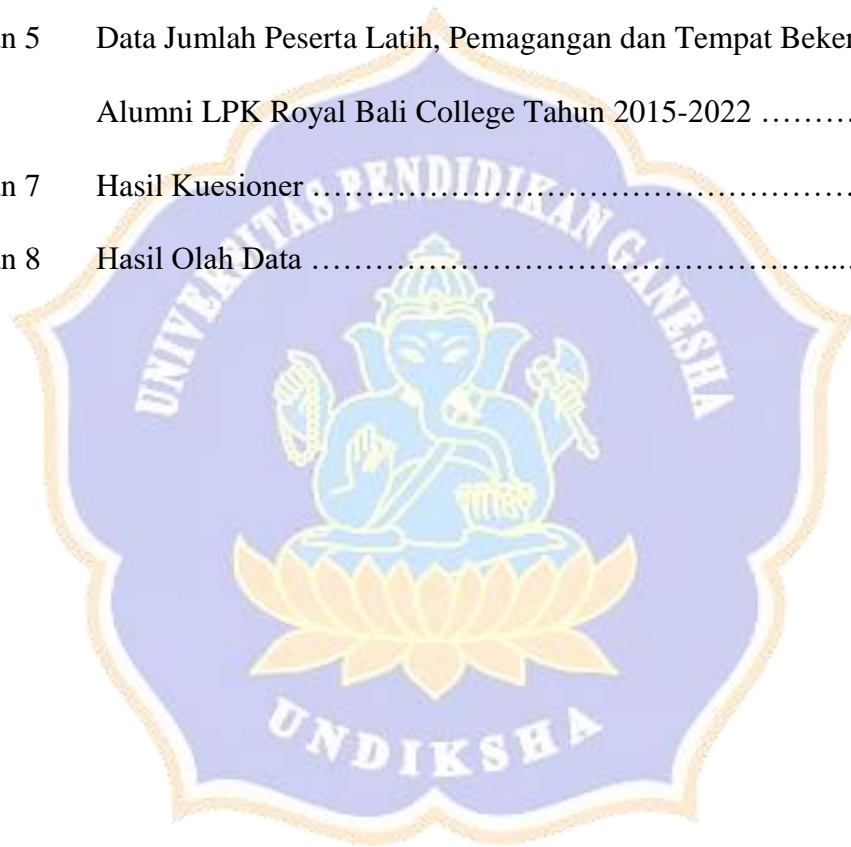 n 5 Data Jumlah Peserta Latih, Pemagangan dan Tempat Beker
Alumni LPK Royal Bali College Tahun 2015-2022 ………
n 7 Hasil Kuesioner ……………………………………………
n 8 Hasil Olah Data …………………………………………...…
UNIVERSITAS PENDIDIKAN GANESHA
UNDIKSHA